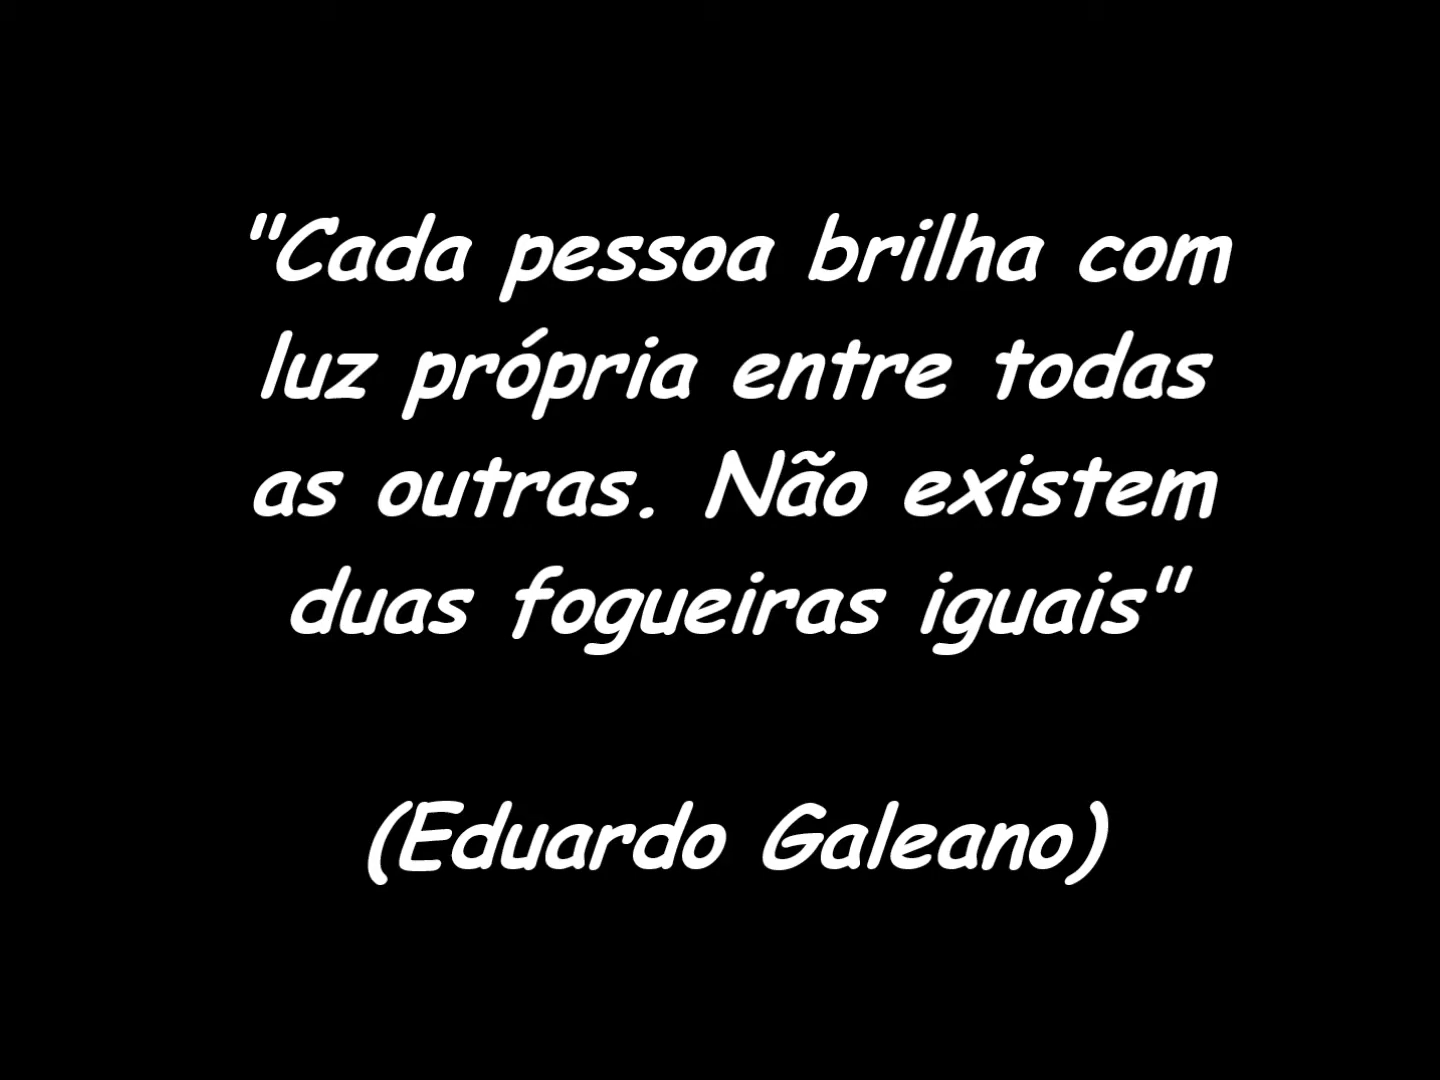 "Cada pessoa brilha com
luz própria entre todas
as outras. Não existem
duas fogueiras iguais"
(Eduardo Galeano)